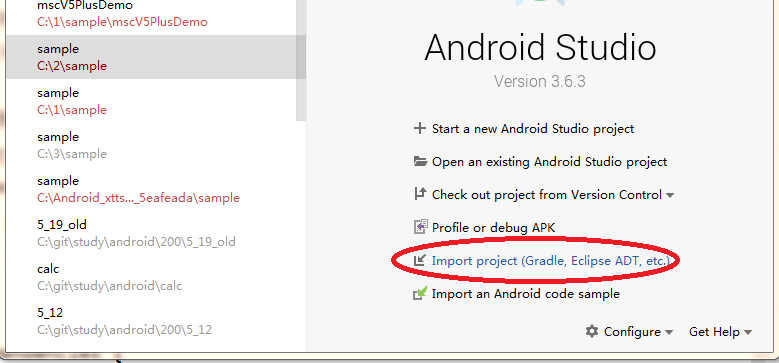 mscV5PlusDemo
C:\1\sample\mscV5PlusDemo
sample
C:\2\sample
sample
C:\1\sample
sample
C:\3\sample
sample
C:\Android_xtts..._5eafeada\sample
5_19_old
C:\git\study\android\200\5_19_old
calc
C:\git\study\android\calc
5_12
C:\git\study\android\200\5_12
Android Studio
Version 3.6.3
Start a new Android Studio project
Open an existing Android Studio project
Check out project from Version Control
Profile or debug APK
Import project (Gradle, Eclipse ADT, etc.)
Import an Android code sample
Configure
Get Help